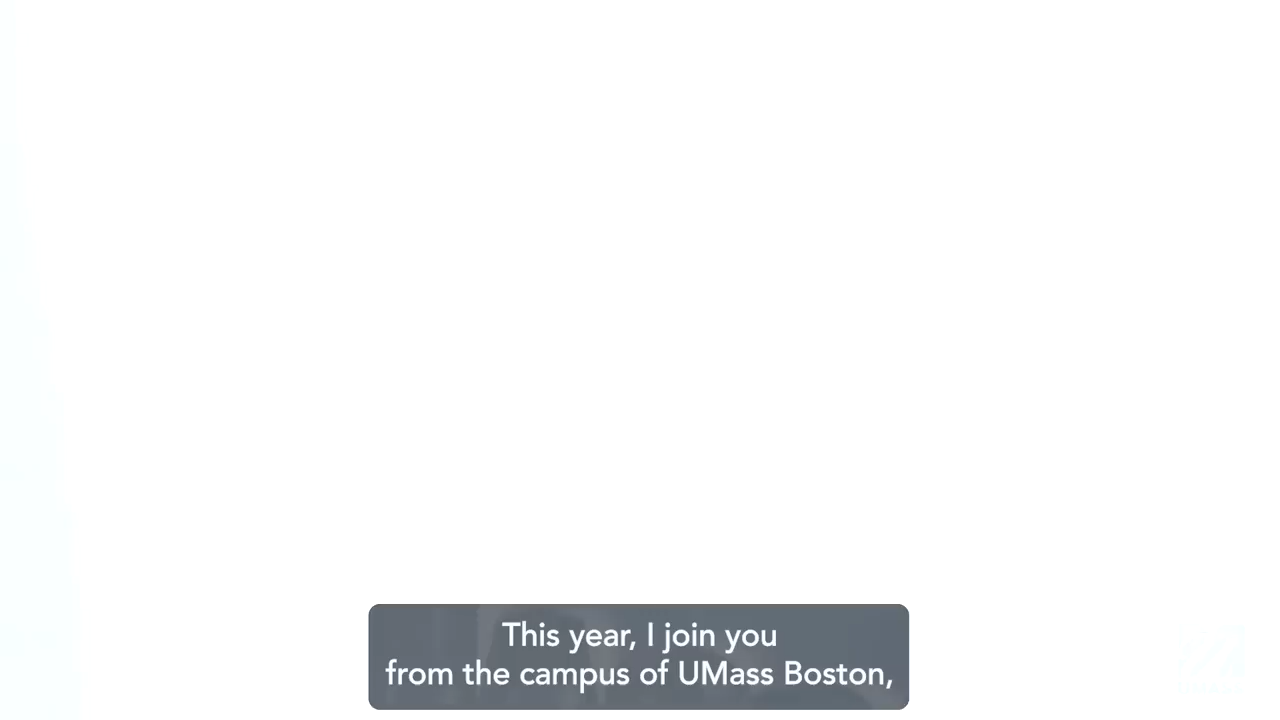 This year, I join you
from the campus of UMass Boston,